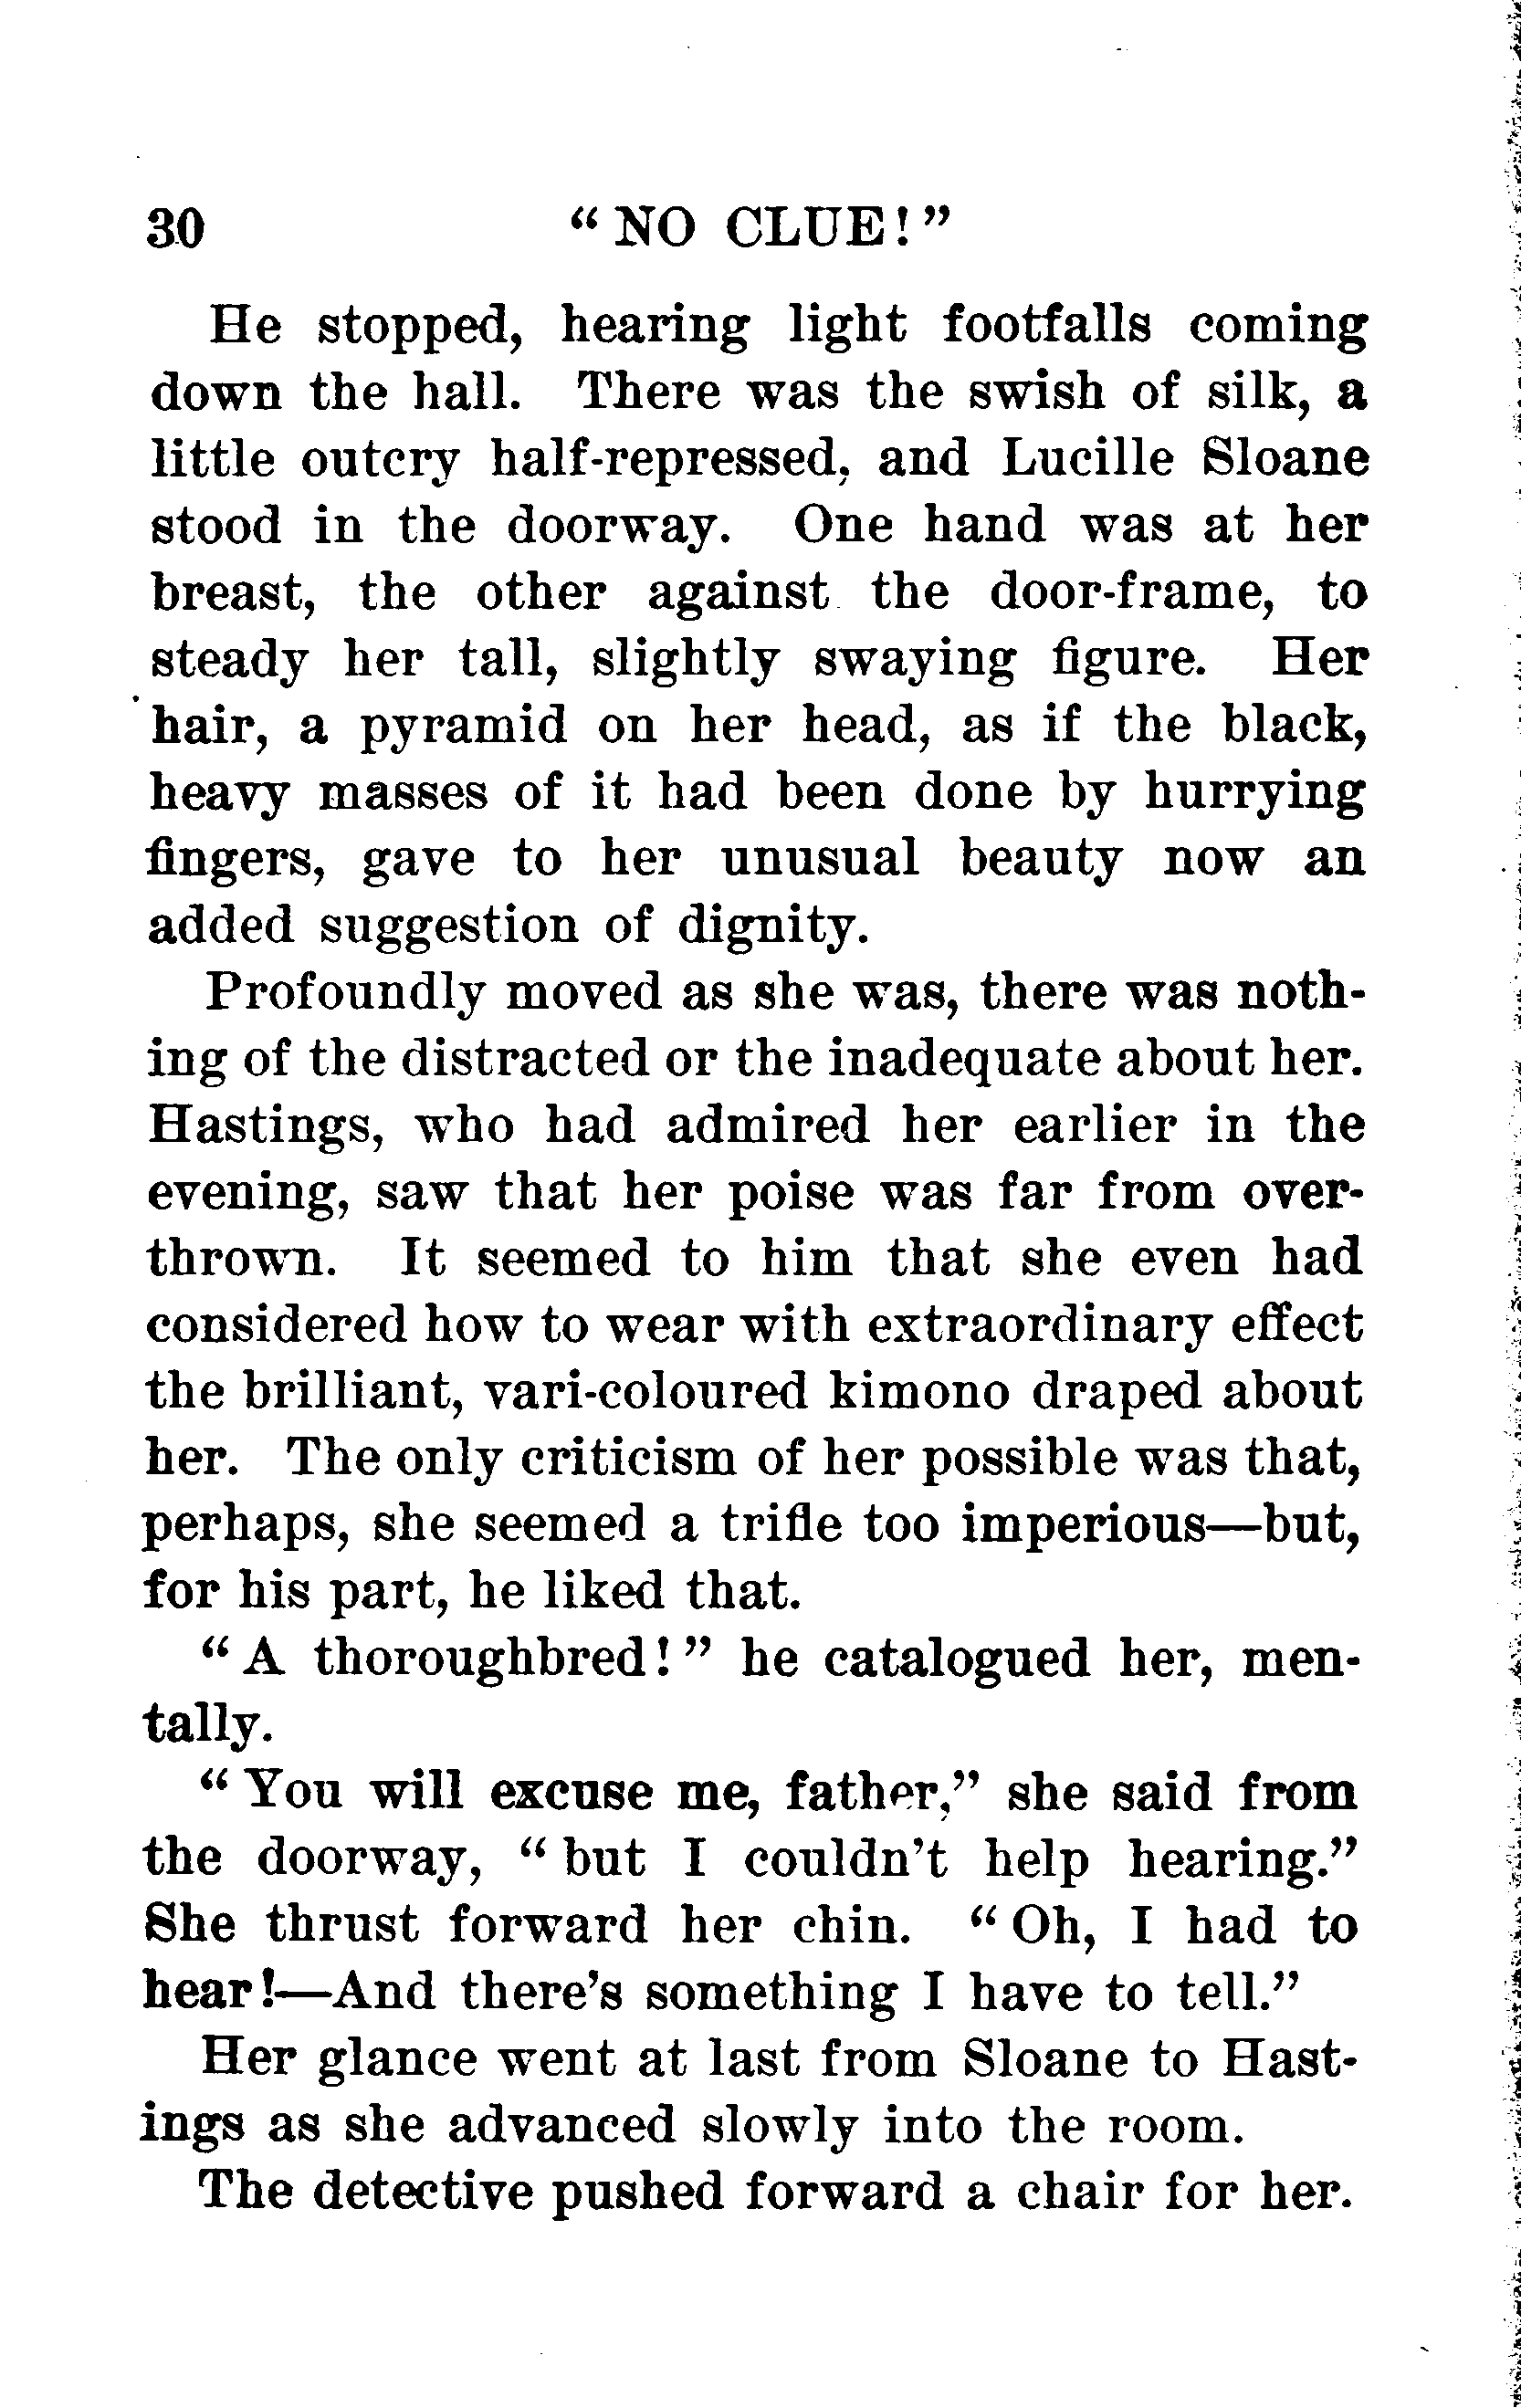 30 “ NO CLUE! ”
He stopped, hearing light footfalls coming
down the hall. There was the swish of silk, a
little outcry half-repressed, and Lucille Sloane
stood in the doorway. One hand was at her
breast, the other against the door-frame, to
steady her tall, slightly swaying figure. Her
hair, a pyramid on her head, as if the black,
heavy masses of it had been done by hurrying
fingers, gave to her unusual beauty now an
added suggestion of dignity.
Profoundly moved as she was, there was noth-
ing of the distracted or the inadequate about her.
Hastings, who had admired her earlier in the
evening, saw that her poise was far from over-
thrown. It seemed to him that she even had
considered how to wear with extraordinary effect
the brilliant, vari-coloured kimono draped about
her. The only criticism of her possible was that,
perhaps, she seemed a trifle too imperious—but,
for his part, he liked that.
“ A thoroughbred! ” he catalogued her, men-
tally.
“ You will excuse me, father,” she said from
the doorway, “ but I couldn’t help hearing.”
She thrust forward her chin. “ Oh, I had to
hear!—And there’s something I have to tell.”
Her glance went at last from Sloane to Hast-
ings as she advanced slowly into the room.
The detective pushed forward a chair for her.